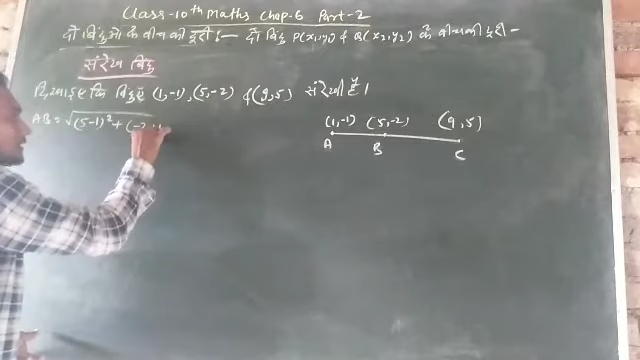 Class-10th Maths Chap-6 Part-2
दो बिंदुओ के बीच की दूरी :- दो बिंदु P(x₁,y₁) & Q(x₂,y₂) के बीच की दूरी -
संरेख बिंदु
कि बिंदुएँ (1,-1), (5,-2) & (9,5) संरेखी है।
AB = √(5-1)² + (-2
(1,-1) (5,-2) (9,5)
A B C